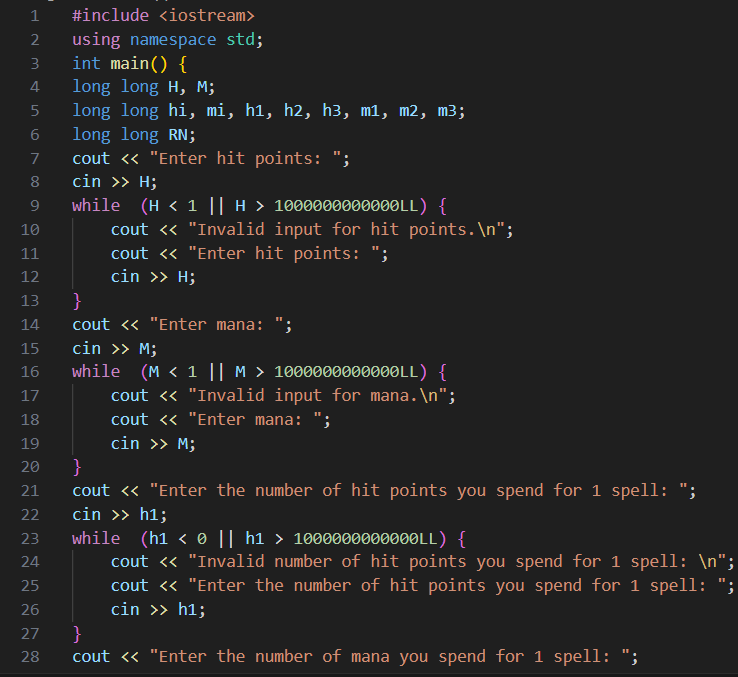 1 #include <iostream>
2 using namespace std;
3 int main() {
4 long long H, M;
5 long long hi, mi, h1, h2, h3, m1, m2, m3;
6 long long RN;
7 cout << "Enter hit points: ";
8 cin >> H;
9 while  (H < 1 || H > 1000000000000LL) {
10     cout << "Invalid input for hit points.\n";
11     cout << "Enter hit points: ";
12     cin >> H;
13 }
14 cout << "Enter mana: ";
15 cin >> M;
16 while  (M < 1 || M > 1000000000000LL) {
17     cout << "Invalid input for mana.\n";
18     cout << "Enter mana: ";
19     cin >> M;
20 }
21 cout << "Enter the number of hit points you spend for 1 spell: ";
22 cin >> h1;
23 while  (h1 < 0 || h1 > 1000000000000LL) {
24     cout << "Invalid number of hit points you spend for 1 spell: \n";
25     cout << "Enter the number of hit points you spend for 1 spell: ";
26     cin >> h1;
27 }
28 cout << "Enter the number of mana you spend for 1 spell: ";